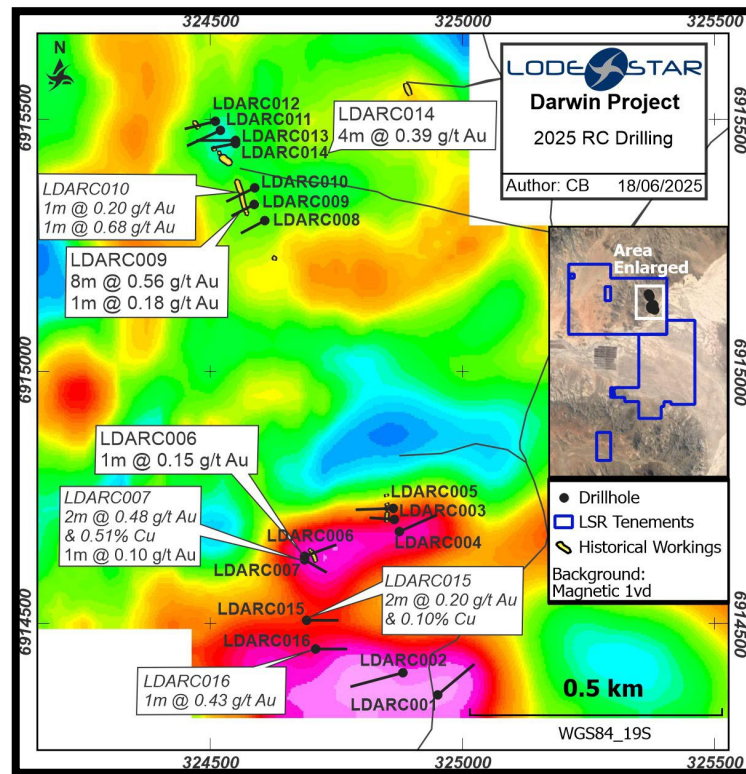 324500
325000
325500
N
LODESTAR
Darwin Project
2025 RC Drilling
Author: CB 18/06/2025
6915500
6915500
LDARC012
LDARC011
LDARC013
LDARC014
LDARC014
4m @ 0.39 g/t Au
LDARC010
1m @ 0.20 g/t Au
1m @ 0.68 g/t Au
LDARC010
LDARC009
LDARC008
LDARC009
8m @ 0.56 g/t Au
1m @ 0.18 g/t Au
Area
Enlarged
6915000
6915000
LDARC006
1m @ 0.15 g/t Au
LDARC007
2m @ 0.48 g/t Au
& 0.51% Cu
1m @ 0.10 g/t Au
LDARC005
LDARC003
LDARC004
LDARC006
LDARC007
Drillhole
LSR Tenements
Historical Workings
Background:
Magnetic 1vd
LDARC015
2m @ 0.20 g/t Au
& 0.10% Cu
6914500
6914500
LDARC015
LDARC016
LDARC016
1m @ 0.43 g/t Au
LDARC002
LDARC001
0.5 km
WGS84_19S
324500
325000
325500